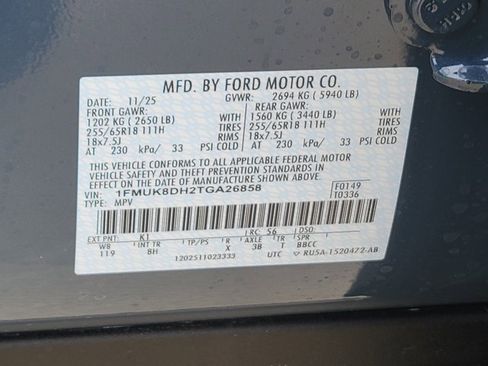 MFD. BY FORD MOTOR CO.
DATE: 11/25 GVWR: 2694 KG ( 5940 LB)
FRONT GAWR: REAR GAWR:
1202 KG ( 2650 LB) WITH 1560 KG ( 3440 LB) WITH
255/65R18 111H TIRES 255/65R18 111H TIRES
18x7.5J RIMS 18x7.5J RIMS
AT 230 kPa/ 33 PSI COLD AT 230 kPa/ 33 PSI COLD
THIS VEHICLE CONFORMS TO ALL APPLICABLE FEDERAL MOTOR
VEHICLE SAFETY, BUMPER, AND THEFT PREVENTION STANDARDS
IN EFFECT ON THE DATE OF MANUFACTURE SHOWN ABOVE.
VIN: 1FMUK8DH2TGA26858 F0149
TYPE: MPV T0336
EXT PNT: K1 RC: 56 DSO:
WB INT TR TP/PS R AXLE TR SPR
119 8H X 3B T BBCC
1202511023333 UTC RU5A-1520472-AB